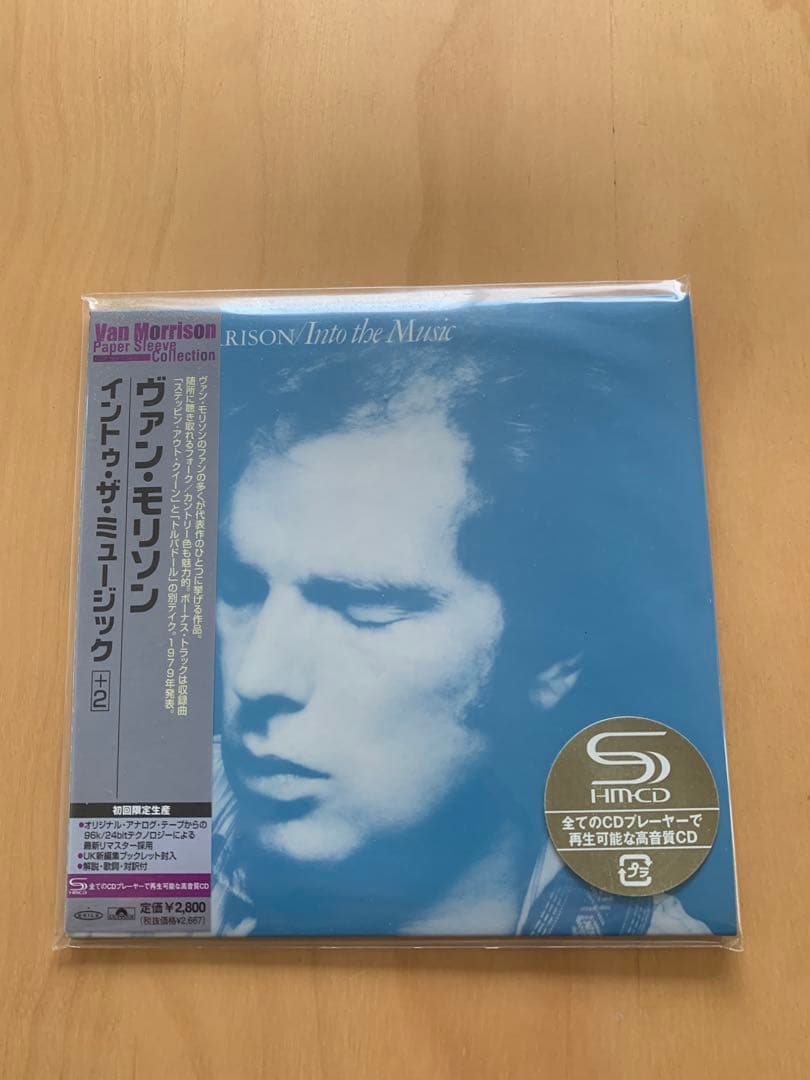 Van Morrison
Paper Sleeve
Collection
RISON/Into the Music
ヴァン・モリソンのファンの多くが代表作のひとつに挙げる作品。
随所に聴き取れるフォーク/カントリー色も魅力的。ボーナス・トラックは収録曲
「ステッピン・アウト・クイーン」と「トルバドール」の別テイク。1979年発表。
ヴァン・モリソン
イントゥ・ザ・ミュージック +2
初回限定生産
●オリジナル・アナログ・テープからの
96k/24bitテクノロジーによる
最新リマスター採用
●UK新編集ブックレット封入
●解説・歌詞・対訳付
SHM-CD 全てのCDプレーヤーで再生可能な高音質CD
EXILE
定価¥2,800
(税抜価格¥2,667)
SHM-CD
全てのCDプレーヤーで
再生可能な高音質CD
プラ